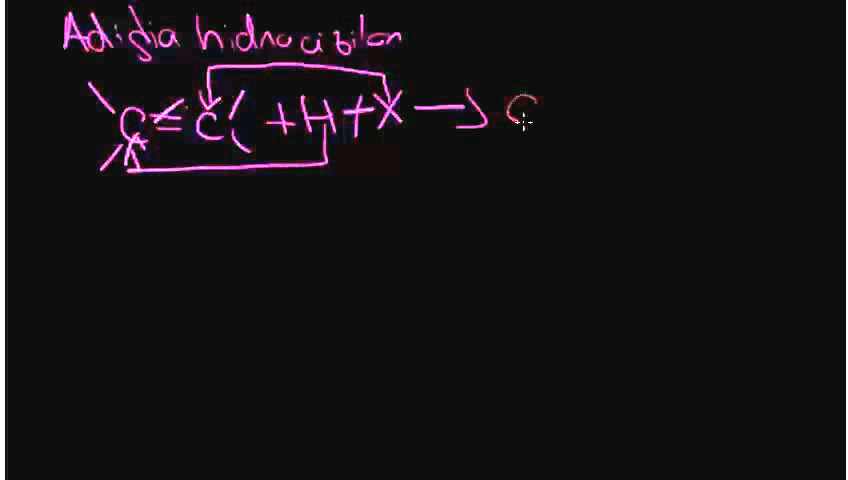 Adiția hidracizilor
C = C + H + X → C